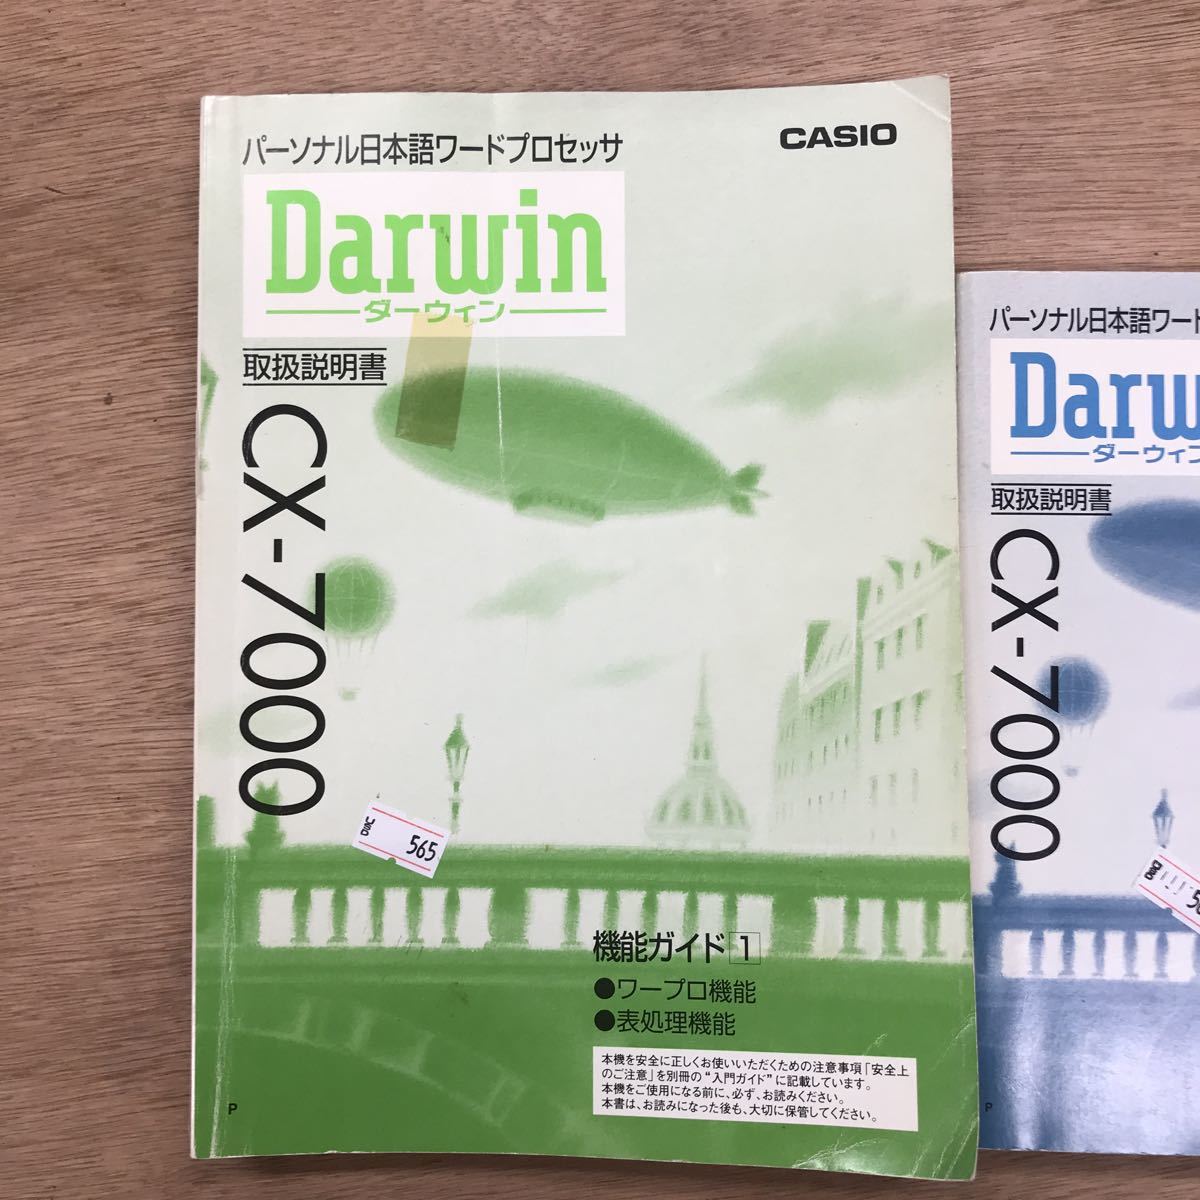 パーソナル日本語ワードプロセッサ
CASIO
Darwin
ダーウィン
取扱説明書
CX-7000
USD
565
機能ガイド1
●ワープロ機能
●表処理機能
本機を安全に正しくお使いいただくための注意事項「安全上
のご注意」を別冊の“入門ガイド”に記載しています。
本機をご使用になる前に、必ず、お読みください。
本書は、お読みになった後も、大切に保管してください。
P
パーソナル日本語ワード
Darw
ダーウィン
取扱説明書
CX-7000
P